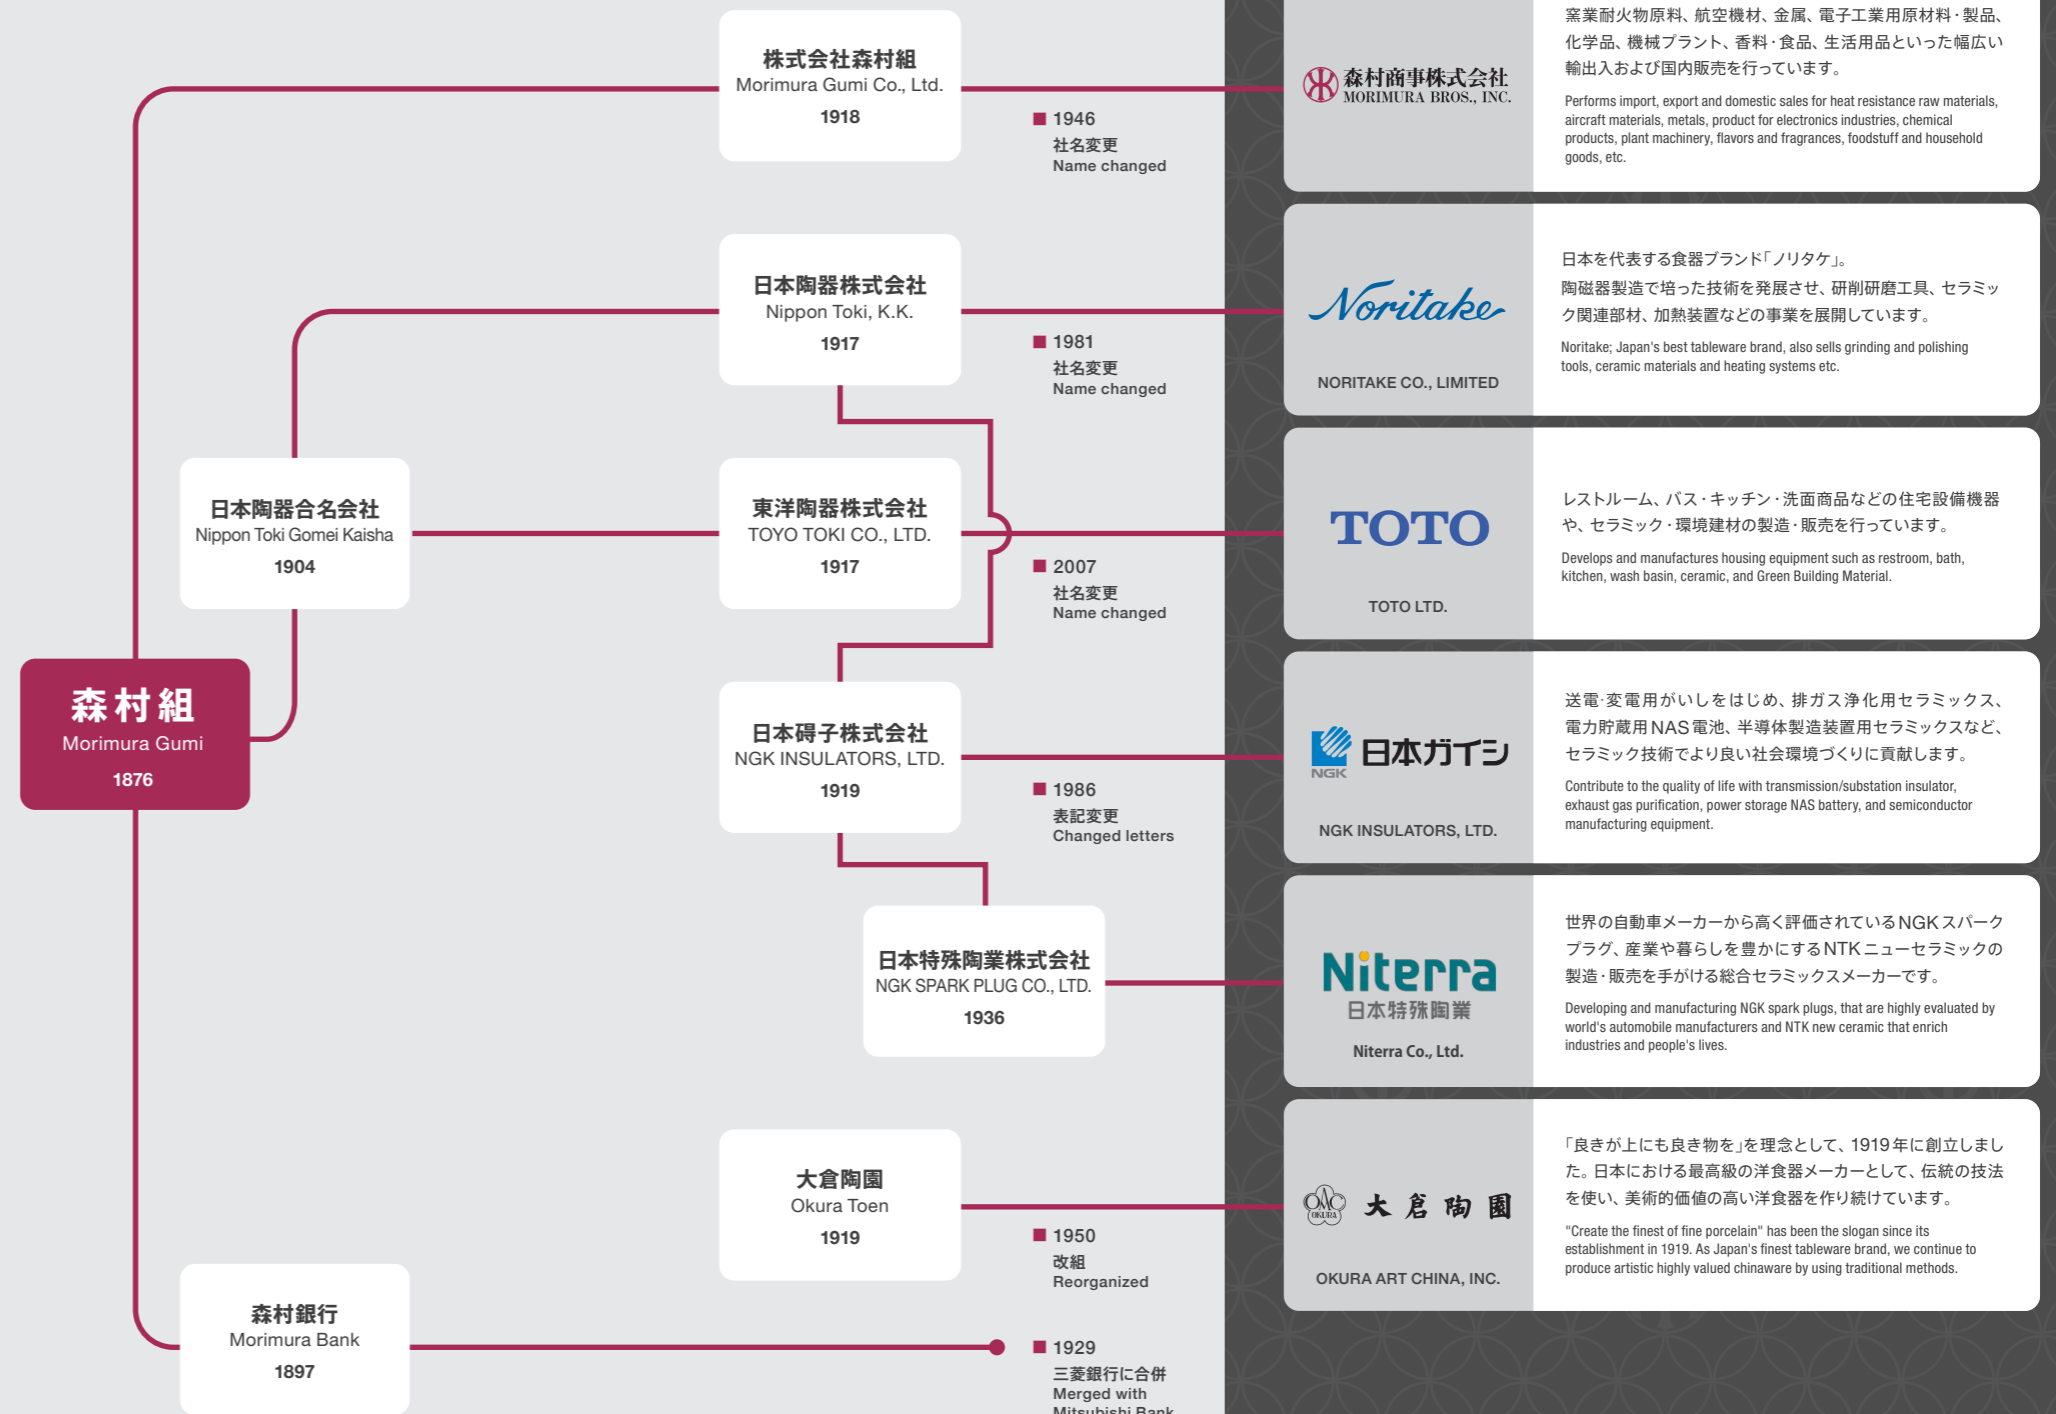 株式会社森村組
Morimura Gumi Co., Ltd.
1918
■ 1946
社名変更
Name changed
森村商事株式会社
MORIMURA BROS., INC.
窯業耐火物原料、航空機材、金属、電子工業用原材料・製品、
化学品、機械プラント、香料・食品、生活用品といった幅広い
輸出入および国内販売を行っています。
Performs import, export and domestic sales for heat resistance raw materials,
aircraft materials, metals, product for electronics industries, chemical
products, plant machinery, flavors and fragrances, foodstuff and household
goods, etc.
日本陶器株式会社
Nippon Toki, K.K.
1917
■ 1981
社名変更
Name changed
Noritake
NORITAKE CO., LIMITED
日本を代表する食器ブランド「ノリタケ」。
陶磁器製造で培った技術を発展させ、研削研磨工具、セラミッ
ク関連部材、加熱装置などの事業を展開しています。
Noritake; Japan's best tableware brand, also sells grinding and polishing
tools, ceramic materials and heating systems etc.
日本陶器合名会社
Nippon Toki Gomei Kaisha
1904
東洋陶器株式会社
TOYO TOKI CO., LTD.
1917
■ 2007
社名変更
Name changed
TOTO
TOTO LTD.
レストルーム、バス・キッチン・洗面商品などの住宅設備機器
や、セラミック・環境建材の製造・販売を行っています。
Develops and manufactures housing equipment such as restroom, bath,
kitchen, wash basin, ceramic, and Green Building Material.
森村組
Morimura Gumi
1876
日本碍子株式会社
NGK INSULATORS, LTD.
1919
■ 1986
表記変更
Changed letters
NGK
日本ガイシ
NGK INSULATORS, LTD.
送電・変電用がいしをはじめ、排ガス浄化用セラミックス、
電力貯蔵用NAS電池、半導体製造装置用セラミックスなど、
セラミック技術でより良い社会環境づくりに貢献します。
Contribute to the quality of life with transmission/substation insulator,
exhaust gas purification, power storage NAS battery, and semiconductor
manufacturing equipment.
日本特殊陶業株式会社
NGK SPARK PLUG CO., LTD.
1936
Niterra
日本特殊陶業
Niterra Co., Ltd.
世界の自動車メーカーから高く評価されているNGKスパーク
プラグ、産業や暮らしを豊かにするNTKニューセラミックの
製造・販売を手がける総合セラミックスメーカーです。
Developing and manufacturing NGK spark plugs, that are highly evaluated by
world's automobile manufacturers and NTK new ceramic that enrich
industries and people's lives.
大倉陶園
Okura Toen
1919
■ 1950
改組
Reorganized
OAC
OKURA
大倉陶園
OKURA ART CHINA, INC.
「良きが上にも良き物を」を理念として、1919年に創立しまし
た。日本における最高級の洋食器メーカーとして、伝統の技法
を使い、美術的価値の高い洋食器を作り続けています。
"Create the finest of fine porcelain" has been the slogan since its
establishment in 1919. As Japan's finest tableware brand, we continue to
produce artistic highly valued chinaware by using traditional methods.
森村銀行
Morimura Bank
1897
■ 1929
三菱銀行に合併
Merged with
Mitsubishi Bank